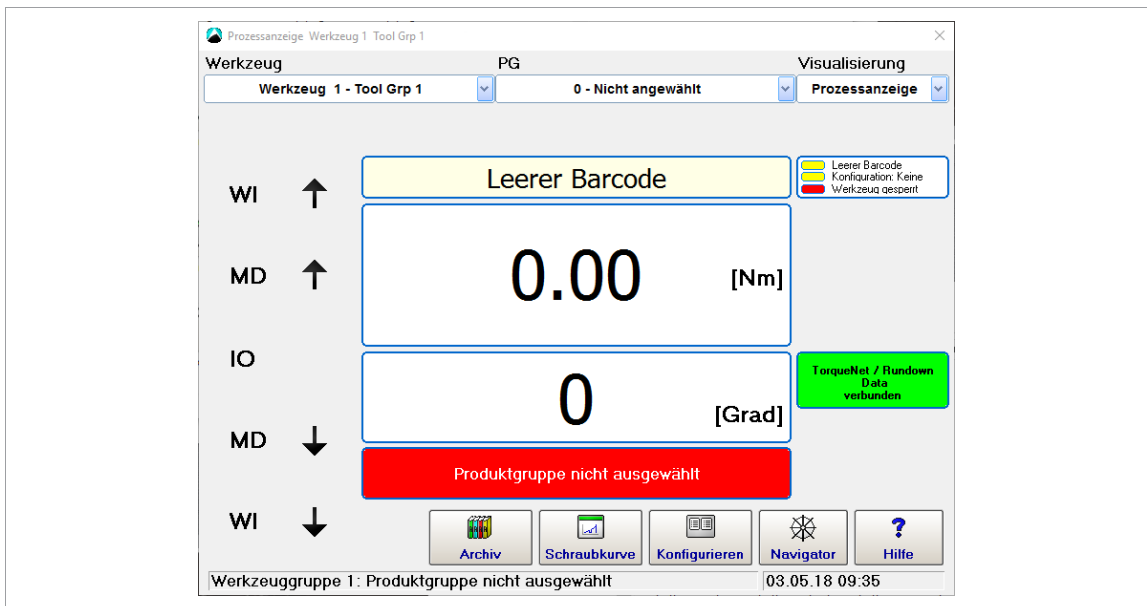 Prozessanzeige Werkzeug 1 Tool Grp 1
Werkzeug PG Visualisierung
Werkzeug 1 - Tool Grp 1 0 - Nicht angewählt Prozessanzeige
Leerer Barcode
Leerer Barcode
Konfiguration: Keine
Werkzeug gesperrt
WI
MD
0.00 [Nm]
IO
TorqueNet / Rundown
Data
verbunden
0 [Grad]
MD
Produktgruppe nicht ausgewählt
WI
Archiv Schraubkurve Konfigurieren Navigator ? Hilfe
Werkzeuggruppe 1: Produktgruppe nicht ausgewählt 03.05.18 09:35